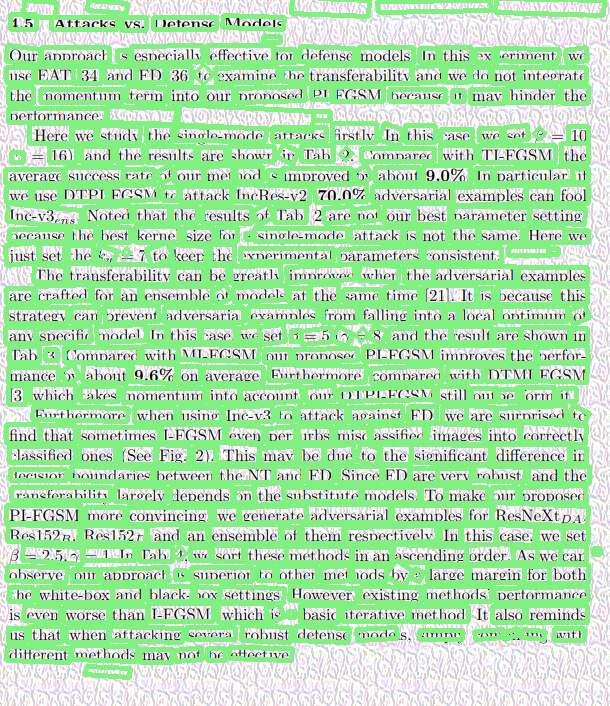 4.5 Attacks vs. Defense Models
Our approach is especially effective for defense models. In this experiment, we
use EAT [34] and FD [36] to examine the transferability and we do not integrate
the momentum term into our proposed PI-FGSM because it may hinder the
performance.
Here we study the single-mode attacks firstly. In this case, we set = 10
= 16) and the results are shown in Tab. 2. Compared with TI-FGSM, the
average success rate of our method is improved by about 9.0%. In particular, if
we use DTPI-FGSM to attack IncRes-v2, 70.0% adversarial examples can fool
Inc-v3ens. Noted that the results of Tab. 2 are not our best parameter setting
because the best kernel size for single-mode attack is not the same. Here we
just set the = 7 to keep the experimental parameters consistent.
The transferability can be greatly improved when the adversarial examples
are crafted for an ensemble of models at the same time [21]. It is because this
strategy can prevent adversarial examples from falling into a local optimum of
any specific model. In this case, we set = 5 = 8 and the result are shown in
Tab. 3. Compared with MI-FGSM, our proposed PI-FGSM improves the perfor-
mance by about 9.6% on average. Furthermore, compared with DTMI-FGSM
[3] which takes momentum into account, our DTPI-FGSM still outperform it.
Furthermore, when using Inc-v3 to attack against FD, we are surprised to
find that sometimes I-FGSM even perturbs misclassified images into correctly
classified ones (See Fig. 2). This may be due to the significant difference in
decision boundaries between the NT and FD. Since FD are very robust, and the
transferability largely depends on the substitute models. To make our proposed
PI-FGSM more convincing, we generate adversarial examples for ResNeXtDA,
Res152B, Res152D and an ensemble of them respectively. In this case, we set
β = 2.5, γ = 1. In Tab. 4, we sort these methods in an ascending order. As we can
observe, our approach is superior to other methods by a large margin for both
the white-box and black-box settings. However, existing methods' performance
is even worse than I-FGSM, which is a basic iterative method. It also reminds
us that when attacking several robust defense models, simply combining with
different methods may not be effective.